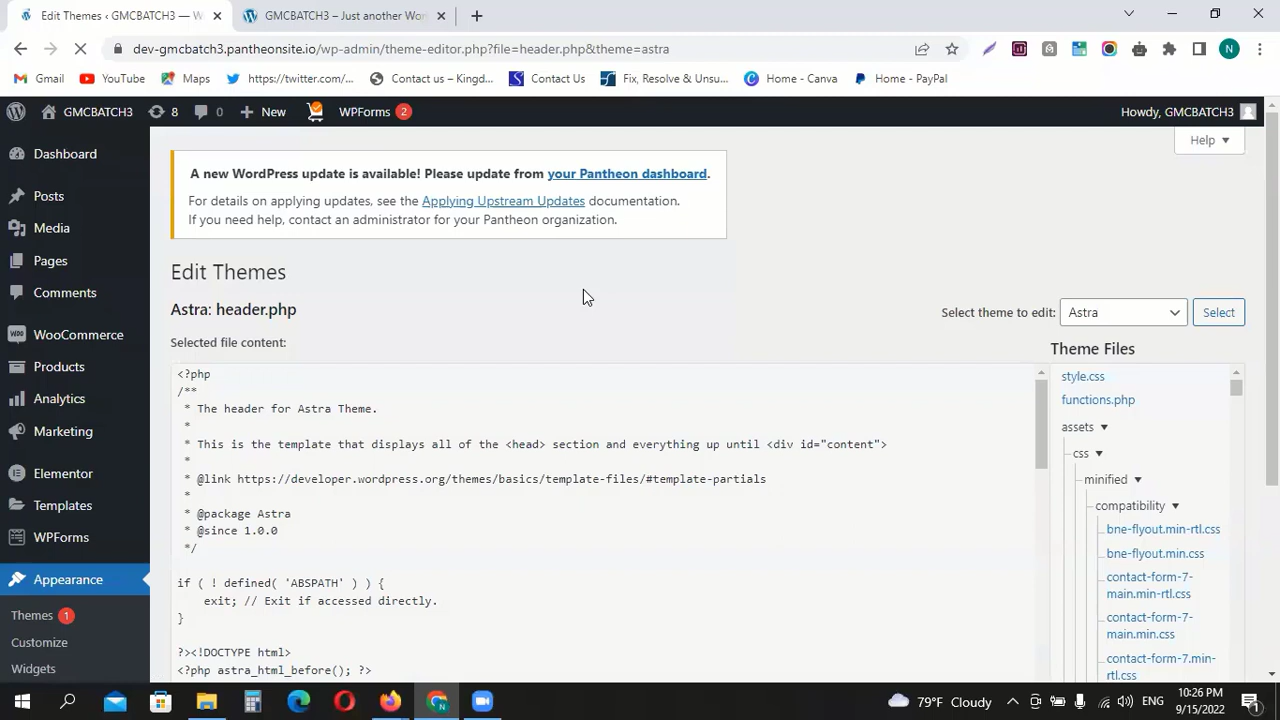 Edit Themes ‹ GMCBATCH3 — W
GMCBATCH3 – Just another Wor
dev-gmcbatch3.pantheonsite.io/wp-admin/theme-editor.php?file=header.php&theme=astra
N
Gmail
YouTube
Maps
https://twitter.com/...
Contact us – Kingd...
Contact Us
Fix, Resolve & Unsu...
Home - Canva
Home - PayPal
GMCBATCH3
8
0
New
WPForms 2
Howdy, GMCBATCH3
Help
Dashboard
Posts
Media
Pages
Comments
WooCommerce
Products
Analytics
Marketing
Elementor
Templates
WPForms
Appearance
Themes 1
Customize
Widgets
A new WordPress update is available! Please update from your Pantheon dashboard.
For details on applying updates, see the Applying Upstream Updates documentation.
If you need help, contact an administrator for your Pantheon organization.
Edit Themes
Astra: header.php
Select theme to edit: Astra Select
Selected file content:
<?php
/**
* The header for Astra Theme.
*
* This is the template that displays all of the <head> section and everything up until <div id="content">
*
* @link https://developer.wordpress.org/themes/basics/template-files/#template-partials
*
* @package Astra
* @since 1.0.0
*/
if ( ! defined( 'ABSPATH' ) ) {
exit; // Exit if accessed directly.
}
?><!DOCTYPE html>
<?php astra_html_before(); ?>
Theme Files
style.css
functions.php
assets
css
minified
compatibility
bne-flyout.min-rtl.css
bne-flyout.min.css
contact-form-7-
main.min-rtl.css
contact-form-7-
main.min.css
contact-form-7.min-
rtl.css
79°F Cloudy
ENG
10:26 PM
9/15/2022
1